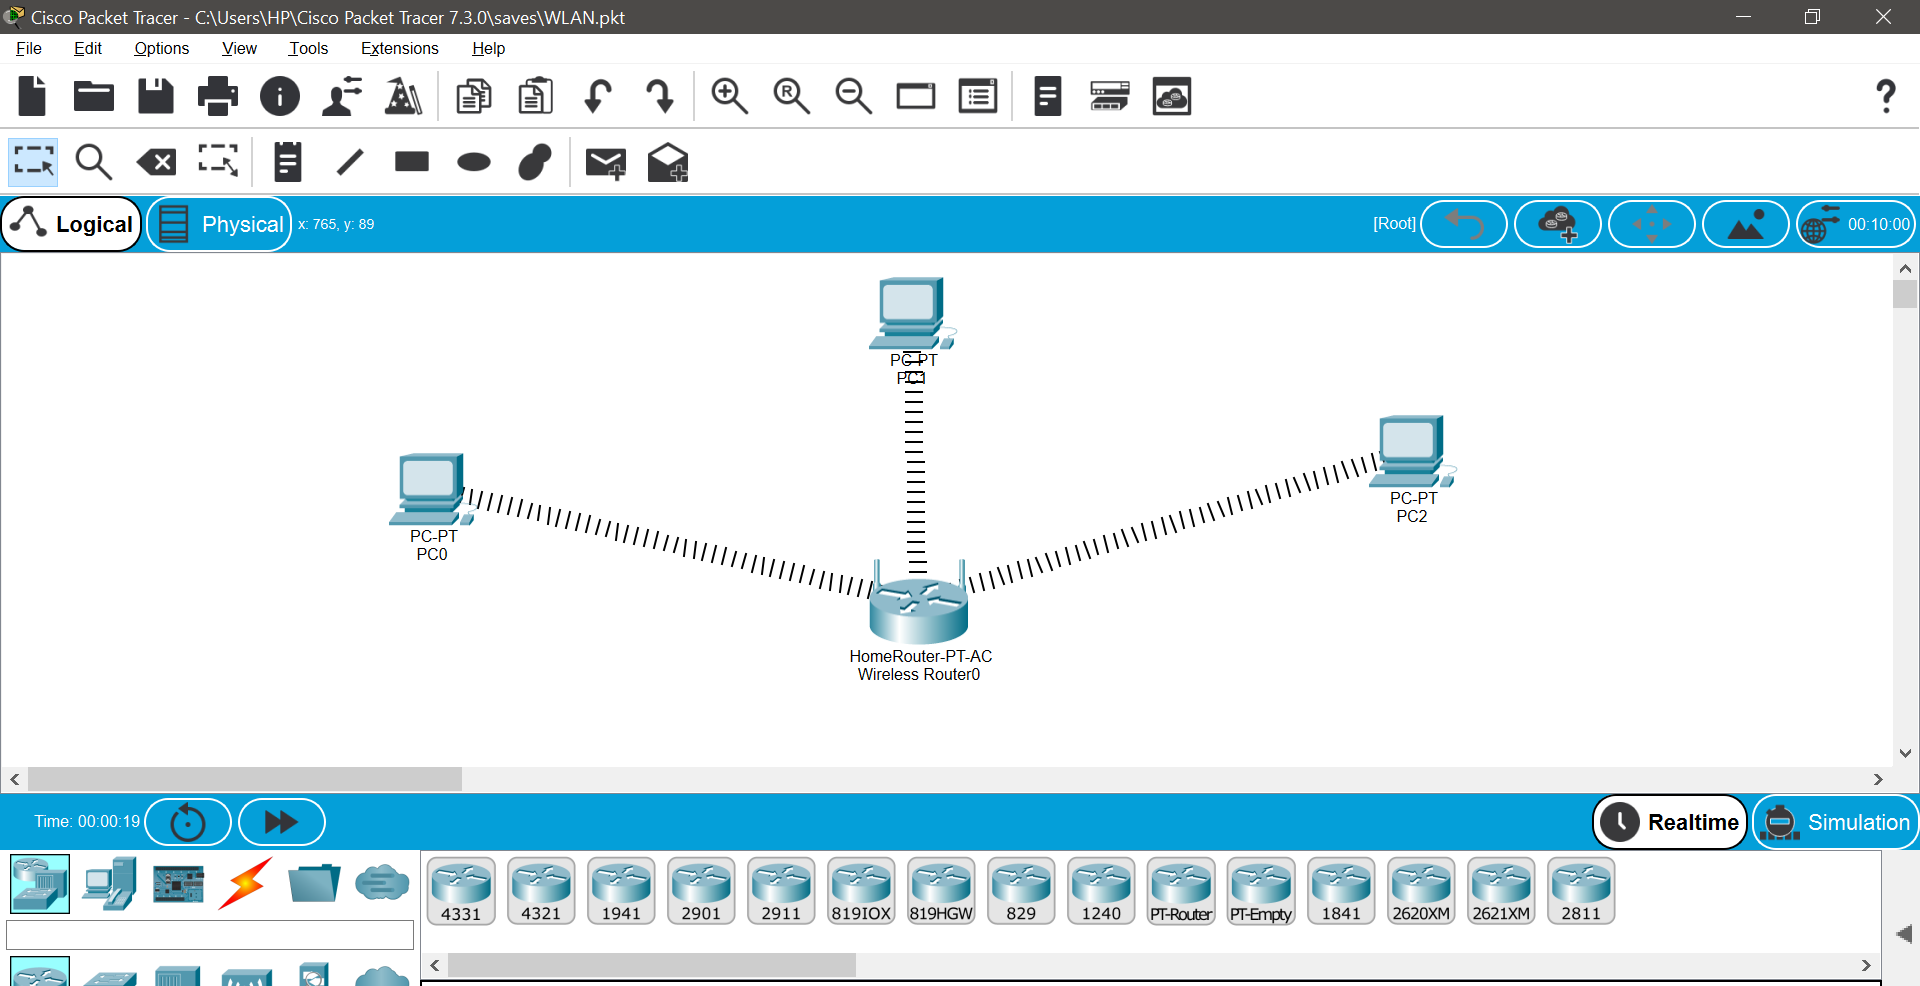 Cisco Packet Tracer - C:\Users\HP\Cisco Packet Tracer 7.3.0\saves\WLAN.pkt
File Edit Options View Tools Extensions Help
R
?
Logical Physical x: 765, y: 89 [Root] 00:10:00
PC-PT
PC1
PC-PT
PC2
PC-PT
PC0
HomeRouter-PT-AC
Wireless Router0
Time: 00:00:19 Realtime Simulation
4331 4321 1941 2901 2911 819IOX 819HGW 829 1240 PT-Router PT-Empty 1841 2620XM 2621XM 2811